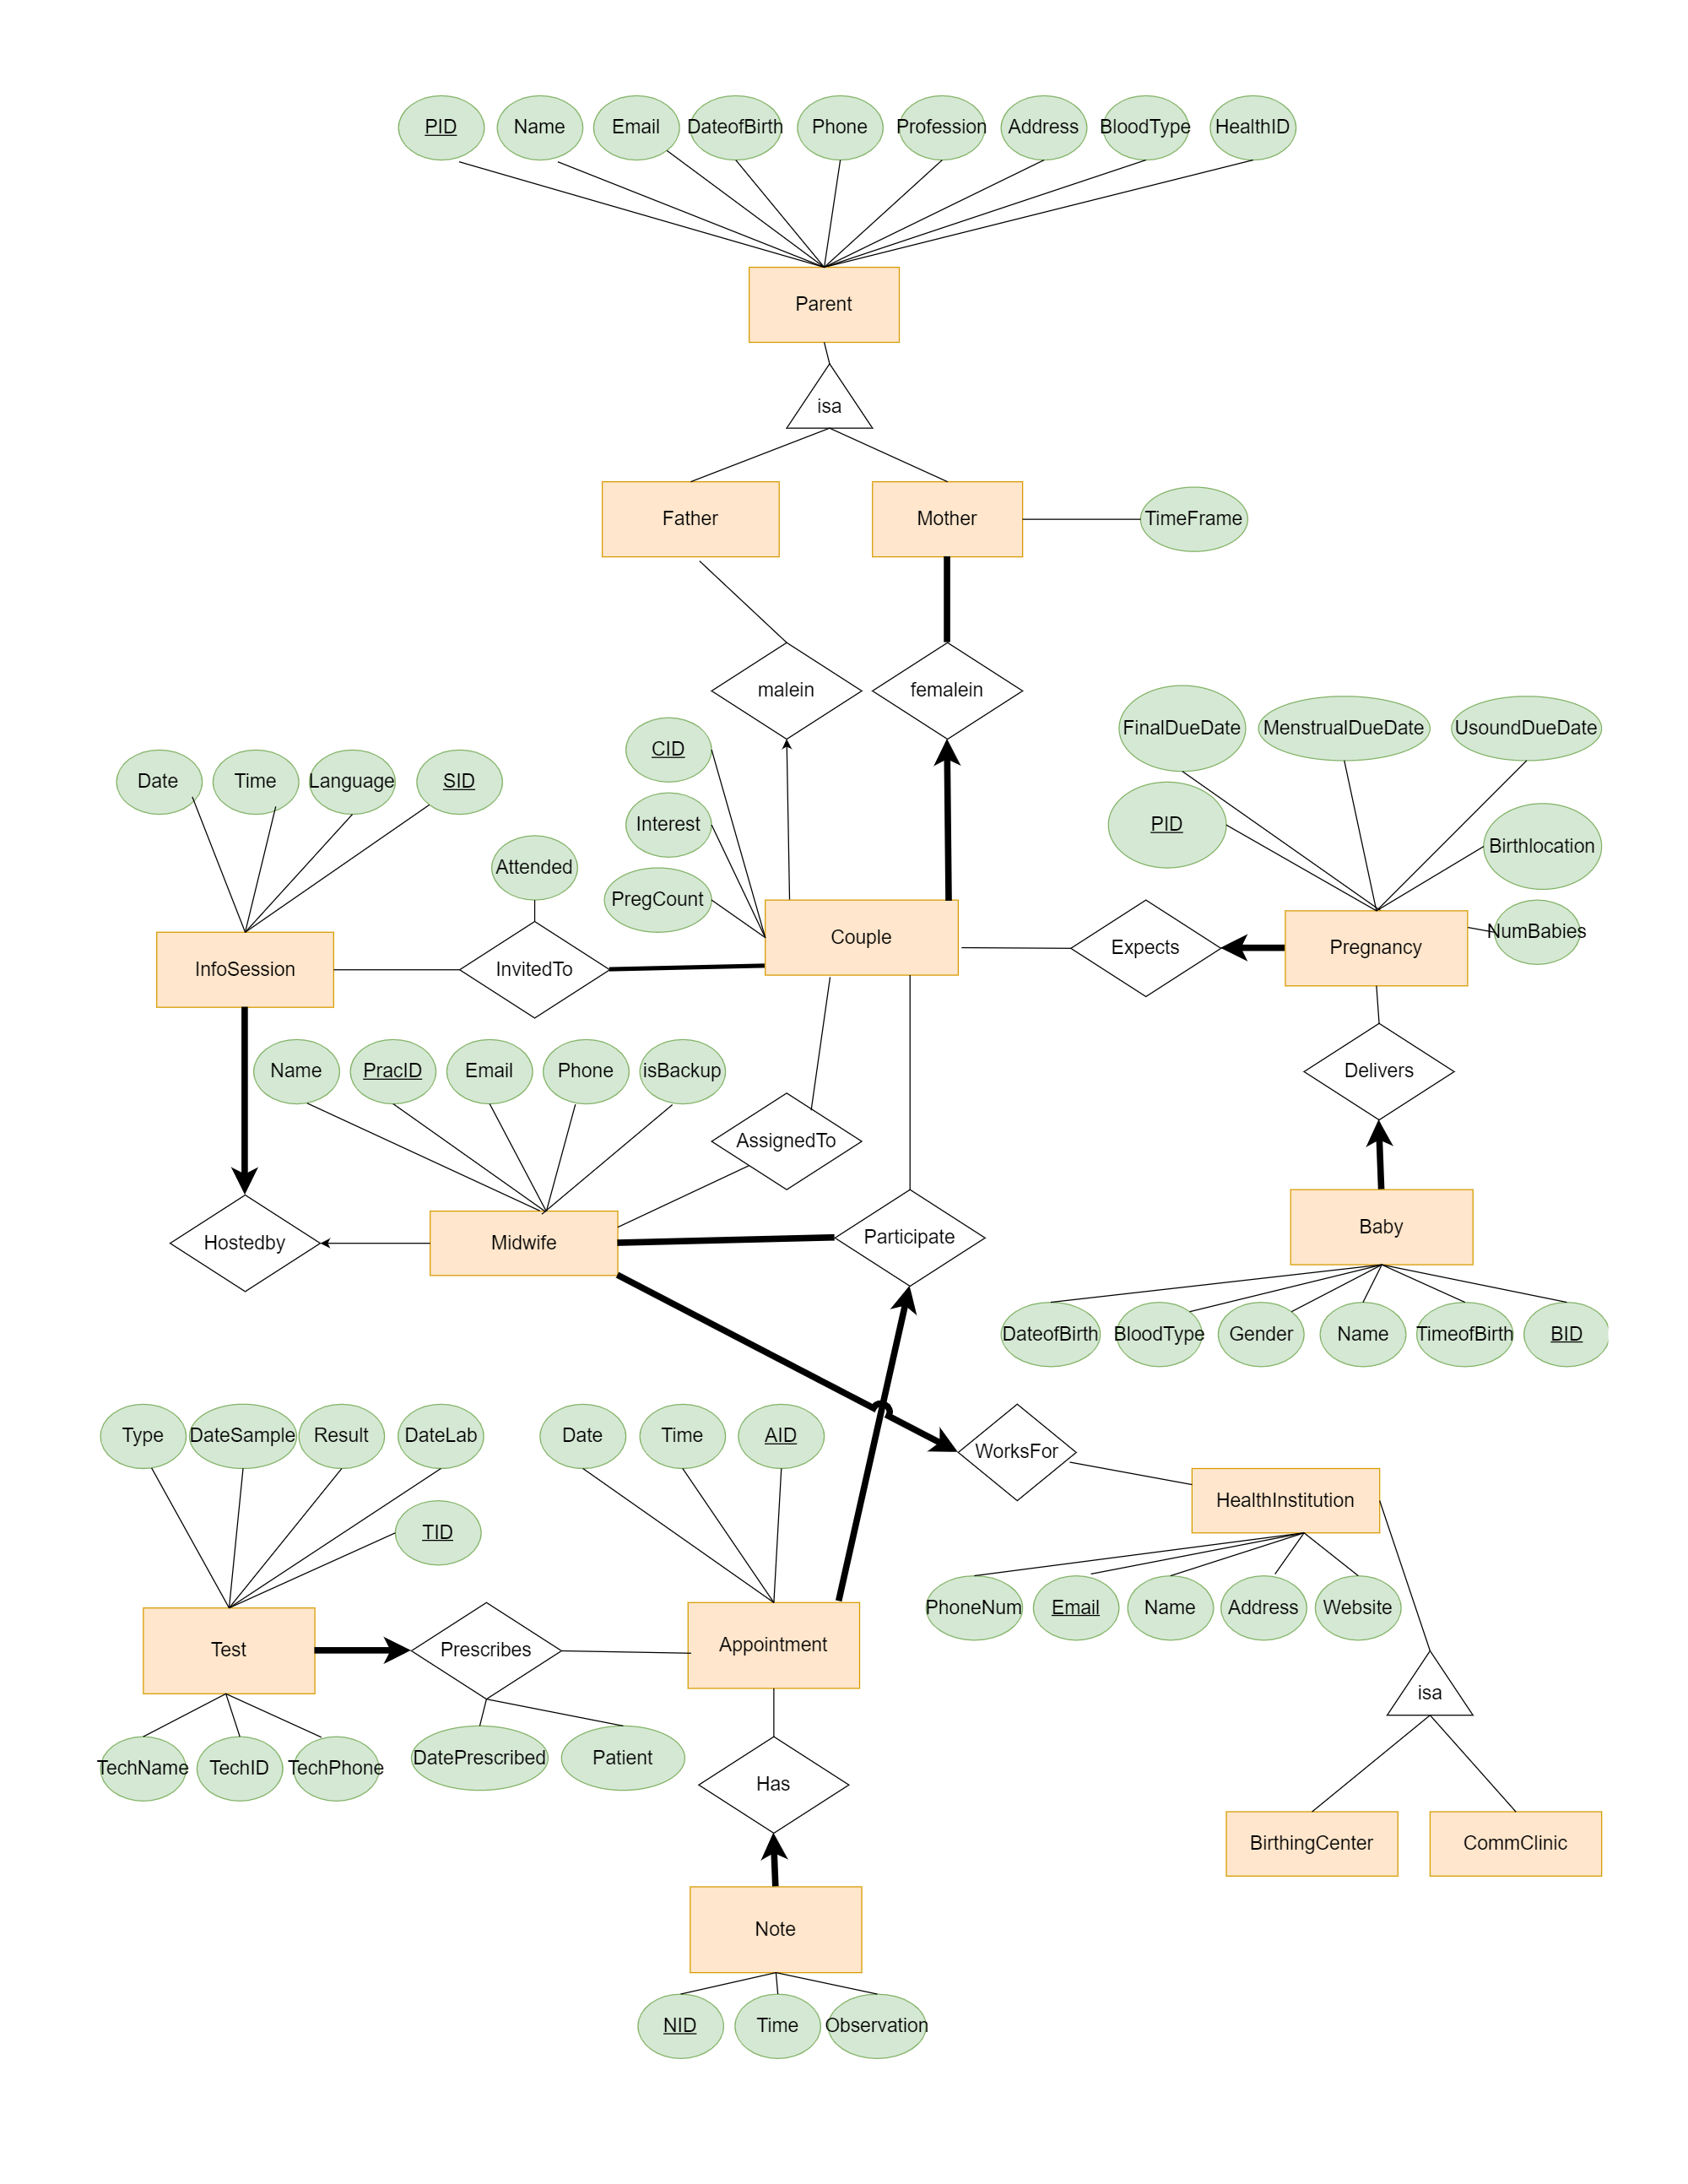 PID
Name
Email
DateofBirth
Phone
Profession
Address
BloodType
HealthID
Parent
isa
Father
Mother
TimeFrame
malein
femalein
FinalDueDate
MenstrualDueDate
UsoundDueDate
CID
Date
Time
Language
SID
Interest
PID
Birthlocation
Attended
PregCount
Couple
Expects
Pregnancy
NumBabies
InfoSession
InvitedTo
Name
PracID
Email
Phone
isBackup
Delivers
AssignedTo
Hostedby
Midwife
Participate
Baby
DateofBirth
BloodType
Gender
Name
TimeofBirth
BID
Type
DateSample
Result
DateLab
Date
Time
AID
WorksFor
HealthInstitution
TID
PhoneNum
Email
Name
Address
Website
Test
Prescribes
Appointment
isa
TechName
TechID
TechPhone
DatePrescribed
Patient
Has
BirthingCenter
CommClinic
Note
NID
Time
Observation